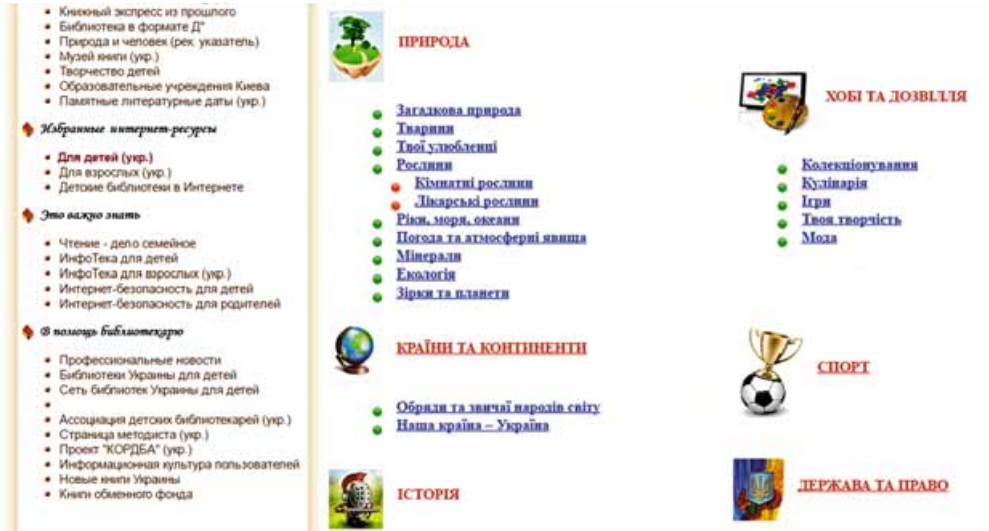 Книжный экспресс из прошлого
Библиотека в формате Д°
Природа и человек (рек. указатель)
Музей книги (укр.)
Творчество детей
Образовательные учреждения Киева
Памятные литературные даты (укр.)
Избранные интернет-ресурсы
Для детей (укр.)
Для взрослых (укр.)
Детские библиотеки в Интернете
Это важно знать
Чтение - дело семейное
ИнфоТека для детей
ИнфоТека для взрослых (укр.)
Интернет-безопасность для детей
Интернет-безопасность для родителей
В помощь библиотекарю
Профессиональные новости
Библиотеки Украины для детей
Сеть библиотек Украины для детей
Ассоциация детских библиотекарей (укр.)
Страница методиста (укр.)
Проект "КОРДБА" (укр.)
Информационная культура пользователей
Новые книги Украины
Книги обменного фонда
ПРИРОДА
Загадкова природа
Тварини
Твої улюбленці
Рослини
Кімнатні рослини
Лікарські рослини
Ріки, моря, океани
Погода та атмосферні явища
Мінерали
Екологія
Зірки та планети
КРАЇНИ ТА КОНТИНЕНТИ
Обряди та звичаї народів світу
Наша країна – Україна
ІСТОРІЯ
ХОБІ ТА ДОЗВІЛЛЯ
Колекціонування
Кулінарія
Ігри
Твоя творчість
Мода
СПОРТ
ДЕРЖАВА ТА ПРАВО